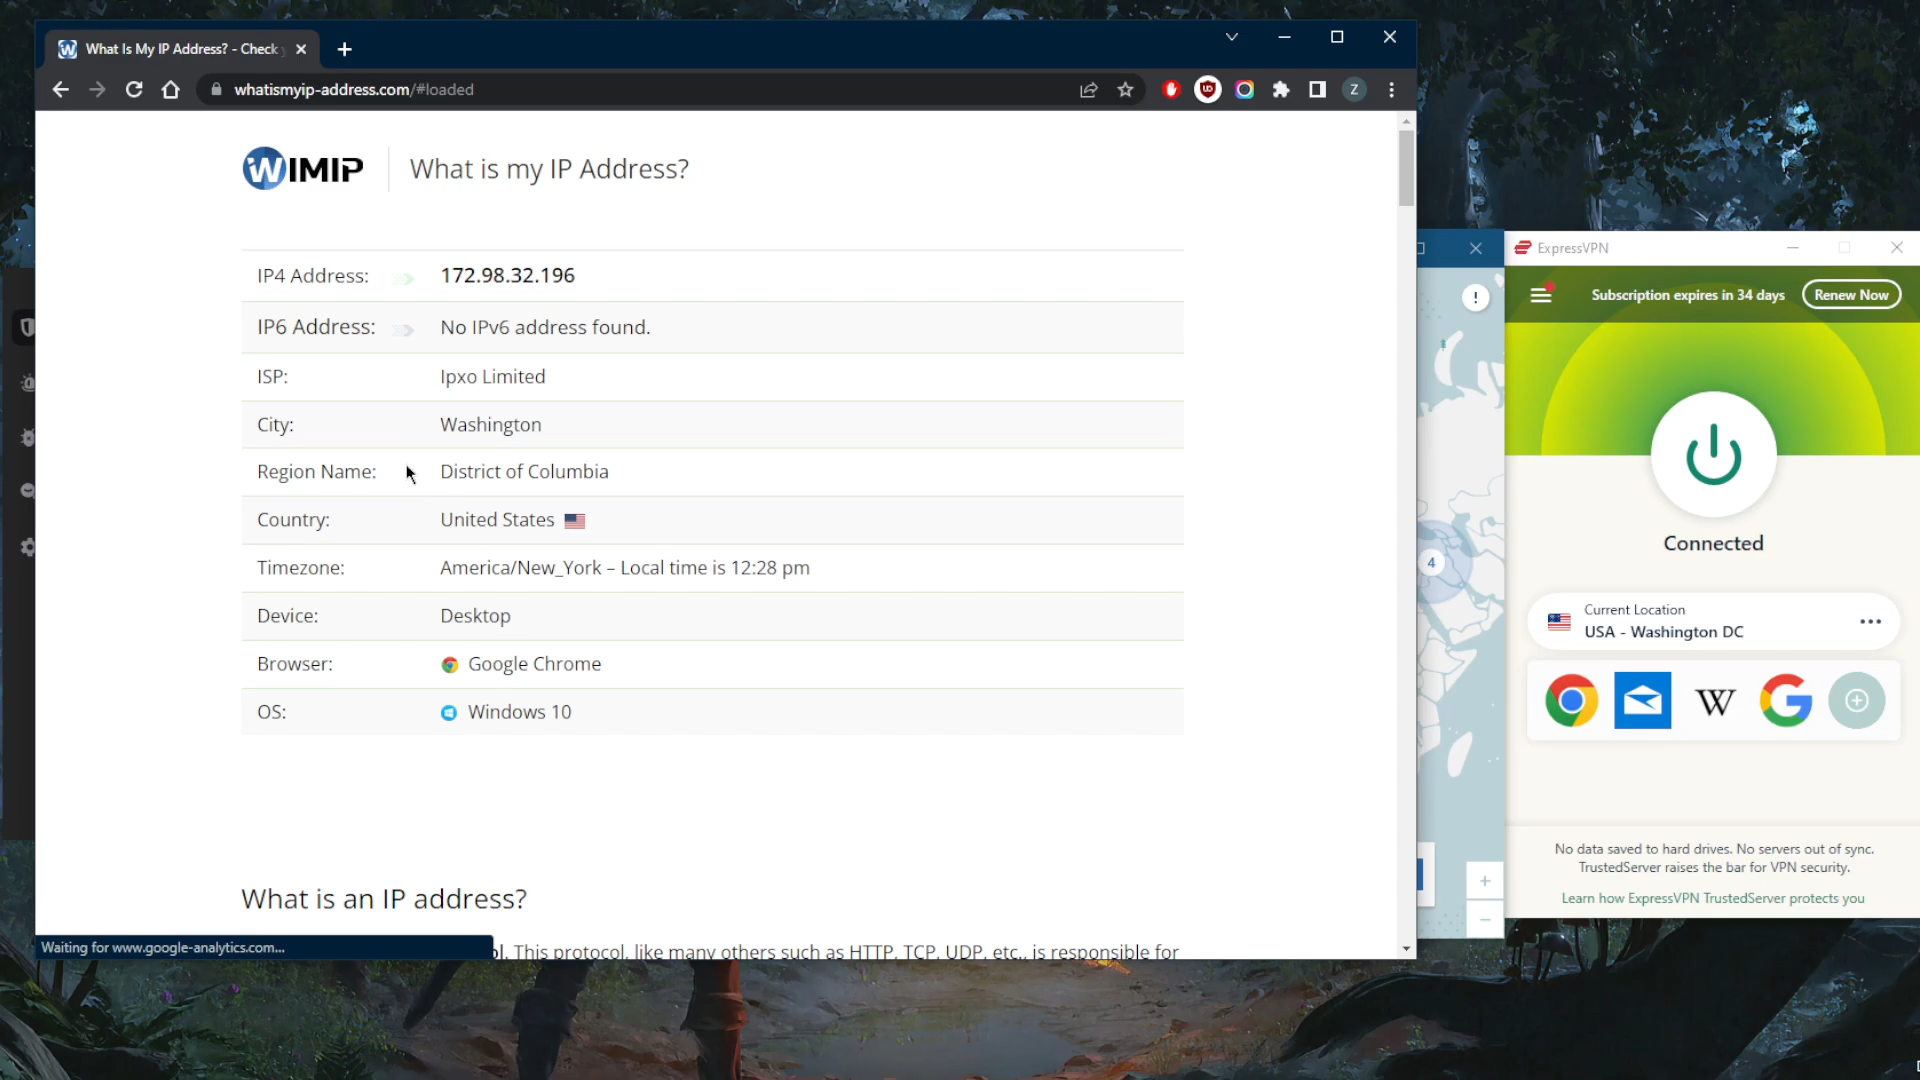 What Is My IP Address? - Check
whatismyip-address.com/#loaded
Z
WIMIP
What is my IP Address?
IP4 Address: 172.98.32.196
IP6 Address: No IPv6 address found.
ISP: Ipxo Limited
City: Washington
Region Name: District of Columbia
Country: United States
Timezone: America/New_York – Local time is 12:28 pm
Device: Desktop
Browser: Google Chrome
OS: Windows 10
What is an IP address?
This protocol, like many others such as HTTP, TCP, UDP, etc., is responsible for
Waiting for www.google-analytics.com...
4
ExpressVPN
Subscription expires in 34 days
Renew Now
Connected
Current Location
USA - Washington DC
W
G
No data saved to hard drives. No servers out of sync.
TrustedServer raises the bar for VPN security.
Learn how ExpressVPN TrustedServer protects you